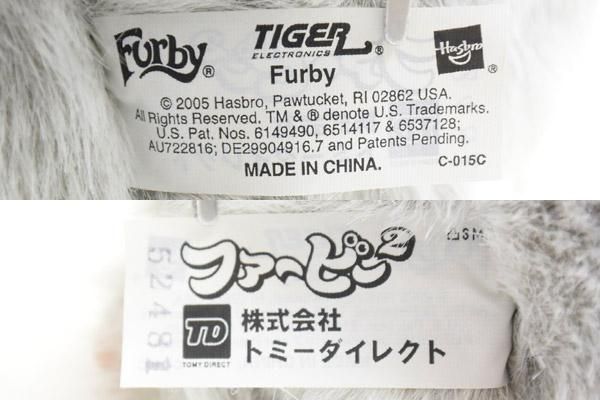 Furby®
TIGER
ELECTRONICS®
Hasbro®
Furby
© 2005 Hasbro, Pawtucket, RI 02862 USA.
All Rights Reserved. TM & ® denote U.S. Trademarks.
U.S. Pat. Nos. 6149490, 6514117 & 6537128;
AU722816; DE29904916.7 and Patents Pending.
MADE IN CHINA.
C-015C
52481
ファービー2
TD
TOMY DIRECT
株式会社
トミーダイレクト